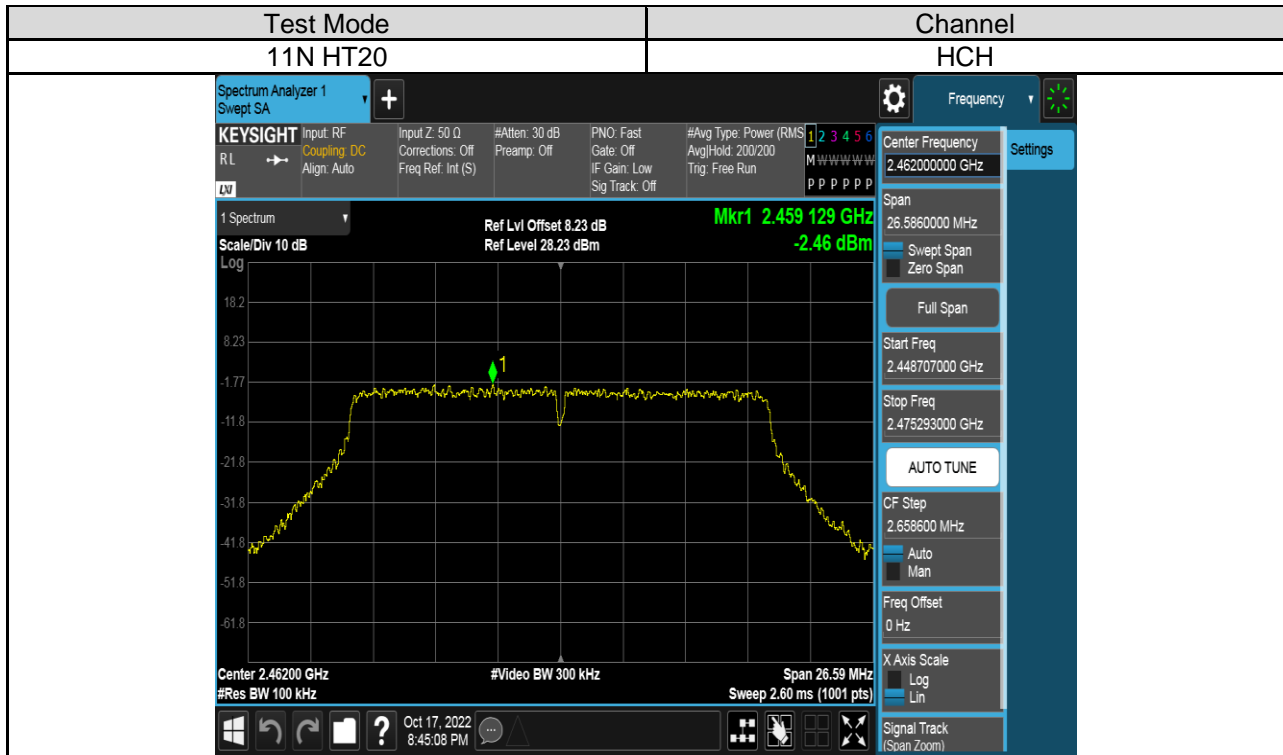 Test Mode Channel
11N HT20 HCH
Spectrum Analyzer 1
Swept SA
+
Frequency
KEYSIGHT
RL
LXI
Input: RF
Coupling: DC
Align: Auto
Input Z: 50 Ω
Corrections: Off
Freq Ref: Int (S)
#Atten: 30 dB
Preamp: Off
PNO: Fast
Gate: Off
IF Gain: Low
Sig Track: Off
#Avg Type: Power (RMS
Avg|Hold: 200/200
Trig: Free Run
1 2 3 4 5 6
M W W W W W
P P P P P P
1 Spectrum
Scale/Div 10 dB
Ref Lvl Offset 8.23 dB
Ref Level 28.23 dBm
Mkr1 2.459 129 GHz
-2.46 dBm
Log
18.2
8.23
-1.77
-11.8
-21.8
-31.8
-41.8
-51.8
-61.8
1
Center 2.46200 GHz
#Res BW 100 kHz
#Video BW 300 kHz
Span 26.59 MHz
Sweep 2.60 ms (1001 pts)
Center Frequency
2.462000000 GHz
Settings
Span
26.5860000 MHz
Swept Span
Zero Span
Full Span
Start Freq
2.448707000 GHz
Stop Freq
2.475293000 GHz
AUTO TUNE
CF Step
2.658600 MHz
Auto
Man
Freq Offset
0 Hz
X Axis Scale
Log
Lin
Signal Track
(Span Zoom)
?
Oct 17, 2022
8:45:08 PM